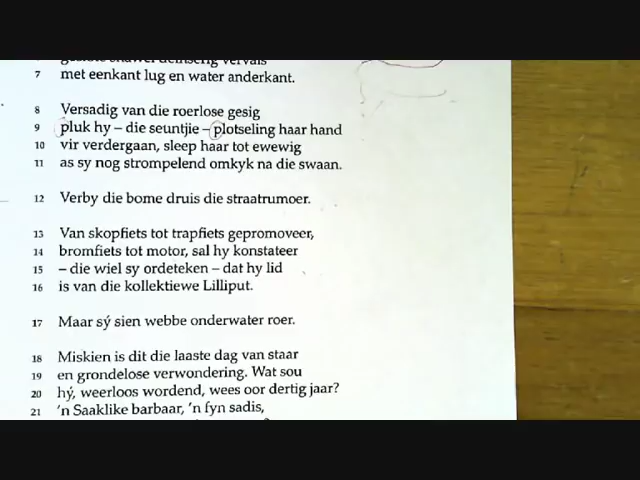 7 met eenkant lug en water anderkant.
8 Versadig van die roerlose gesig
9 pluk hy – die seuntjie – plotseling haar hand
10 vir verdergaan, sleep haar tot ewewig
11 as sy nog strompelend omkyk na die swaan.
12 Verby die bome druis die straatrumoer.
13 Van skopfiets tot trapfiets gepromoveer,
14 bromfiets tot motor, sal hy konstateer
15 – die wiel sy ordeteken – dat hy lid
16 is van die kollektiewe Lilliput.
17 Maar sý sien webbe onderwater roer.
18 Miskien is dit die laaste dag van staar
19 en grondelose verwondering. Wat sou
20 hý, weerloos wordend, wees oor dertig jaar?
21 'n Saaklike barbaar, 'n fyn sadis,